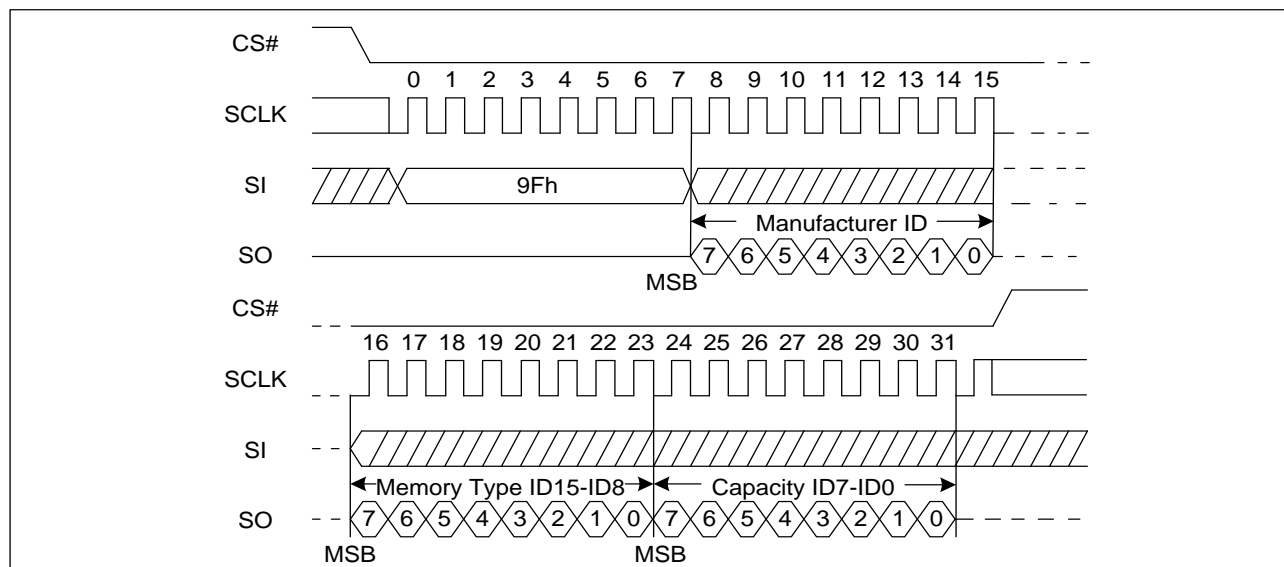 CS#
0 1 2 3 4 5 6 7 8 9 10 11 12 13 14 15
SCLK
SI 9Fh
Manufacturer ID
SO 7 6 5 4 3 2 1 0
MSB
CS#
16 17 18 19 20 21 22 23 24 25 26 27 28 29 30 31
SCLK
SI
Memory Type ID15-ID8 Capacity ID7-ID0
SO 7 6 5 4 3 2 1 0 7 6 5 4 3 2 1 0
MSB MSB